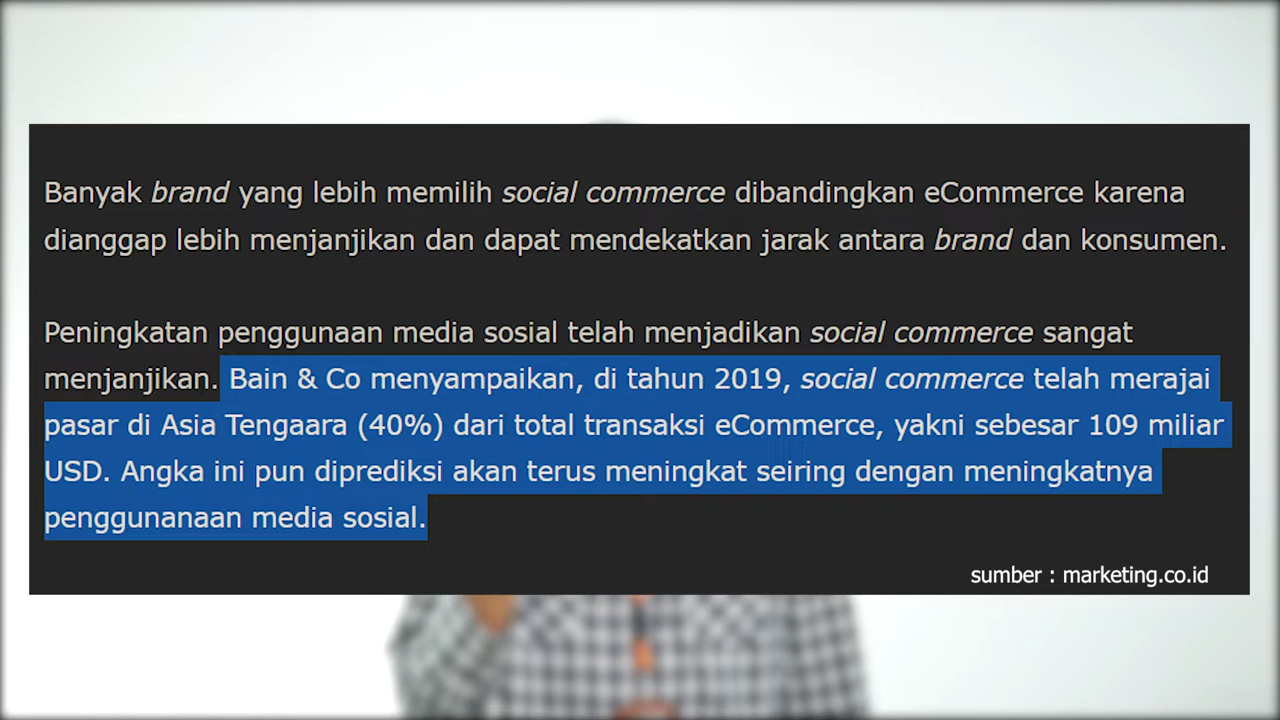 Banyak brand yang lebih memilih social commerce dibandingkan eCommerce karena
dianggap lebih menjanjikan dan dapat mendekatkan jarak antara brand dan konsumen.
Peningkatan penggunaan media sosial telah menjadikan social commerce sangat
menjanjikan. Bain & Co menyampaikan, di tahun 2019, social commerce telah merajai
pasar di Asia Tengaara (40%) dari total transaksi eCommerce, yakni sebesar 109 miliar
USD. Angka ini pun diprediksi akan terus meningkat seiring dengan meningkatnya
penggunanaan media sosial.
sumber : marketing.co.id